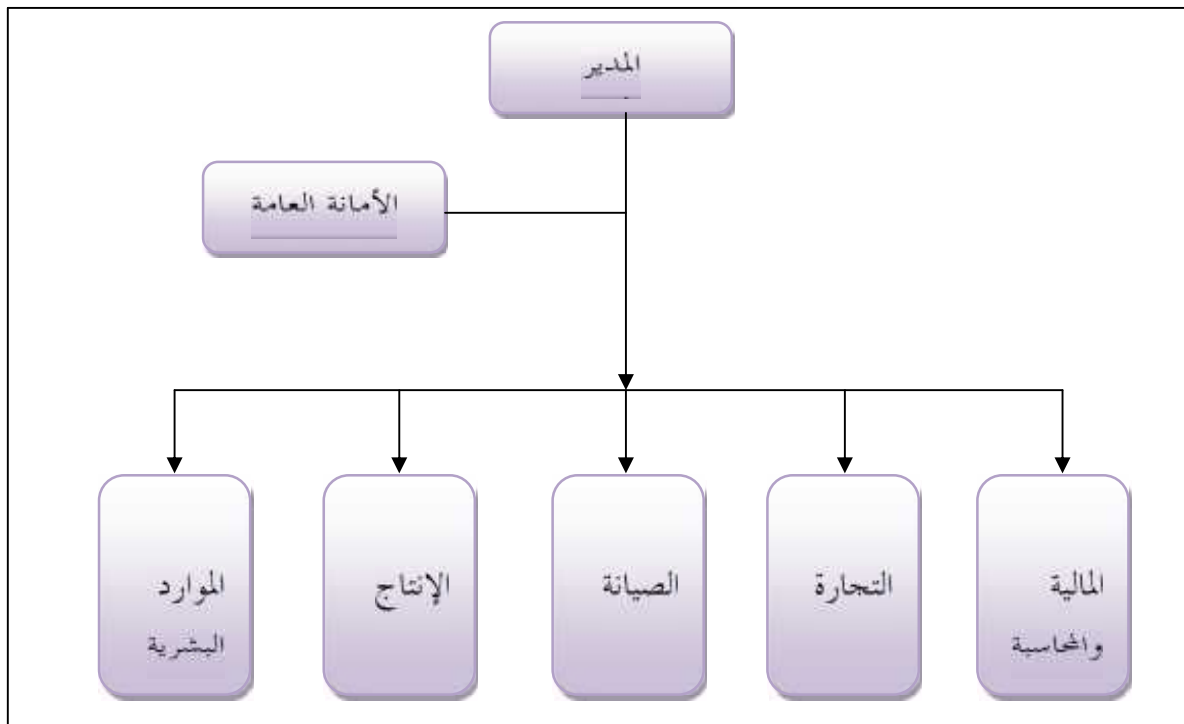 المدير
الأمانة العامة
المالية
والمحاسبة
التجارة
الصيانة
الإنتاج
الموارد
البشرية